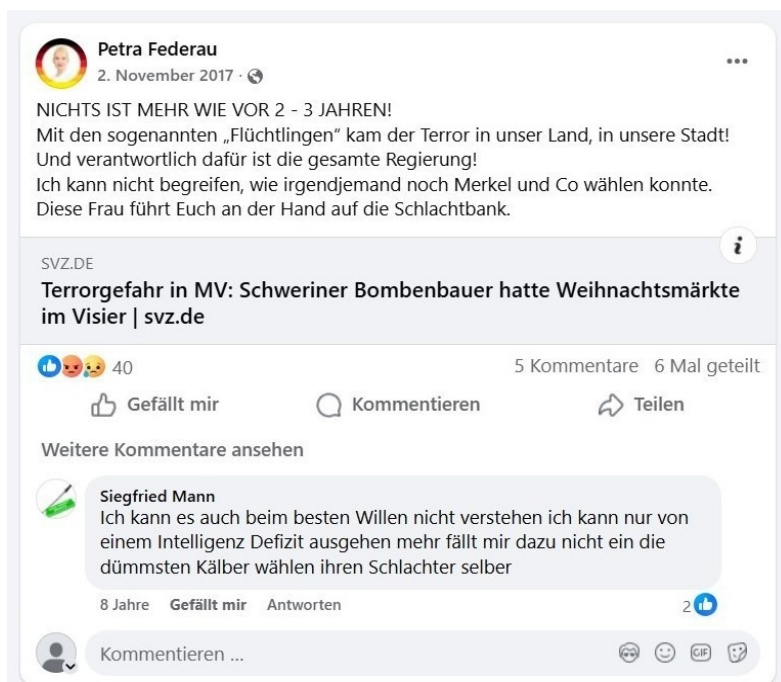 Petra Federau
2. November 2017 ·
NICHTS IST MEHR WIE VOR 2 - 3 JAHREN!
Mit den sogenannten „Flüchtlingen“ kam der Terror in unser Land, in unsere Stadt!
Und verantwortlich dafür ist die gesamte Regierung!
Ich kann nicht begreifen, wie irgendjemand noch Merkel und Co wählen konnte.
Diese Frau führt Euch an der Hand auf die Schlachtbank.
SVZ.DE
Terrorgefahr in MV: Schweriner Bombenbauer hatte Weihnachtsmärkte
im Visier | svz.de
40 5 Kommentare 6 Mal geteilt
Gefällt mir Kommentieren Teilen
Weitere Kommentare ansehen
Siegfried Mann
Ich kann es auch beim besten Willen nicht verstehen ich kann nur von
einem Intelligenz Defizit ausgehen mehr fällt mir dazu nicht ein die
dümmsten Kälber wählen ihren Schlachter selber
8 Jahre Gefällt mir Antworten 2
Kommentieren ... GIF